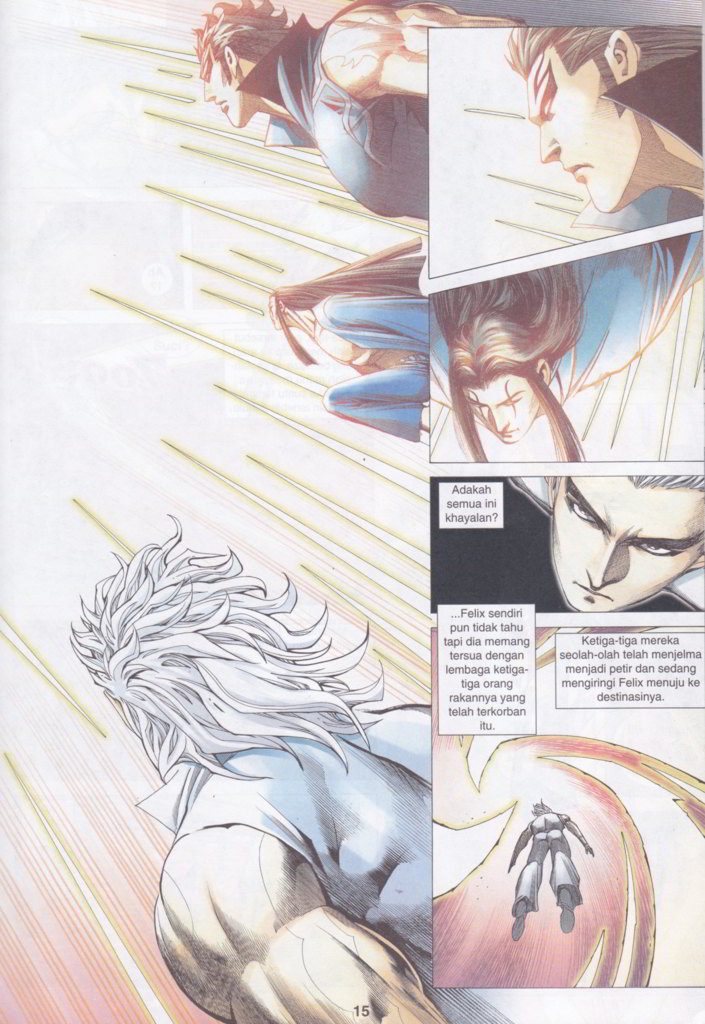 Adakah
semua ini
khayalan?
...Felix sendiri
pun tidak tahu
tapi dia memang
tersua dengan
lembaga ketiga-
tiga orang
rakannya yang
telah terkorban
itu.
Ketiga-tiga mereka
seolah-olah telah menjelma
menjadi petir dan sedang
mengiringi Felix menuju ke
destinasinya.
15